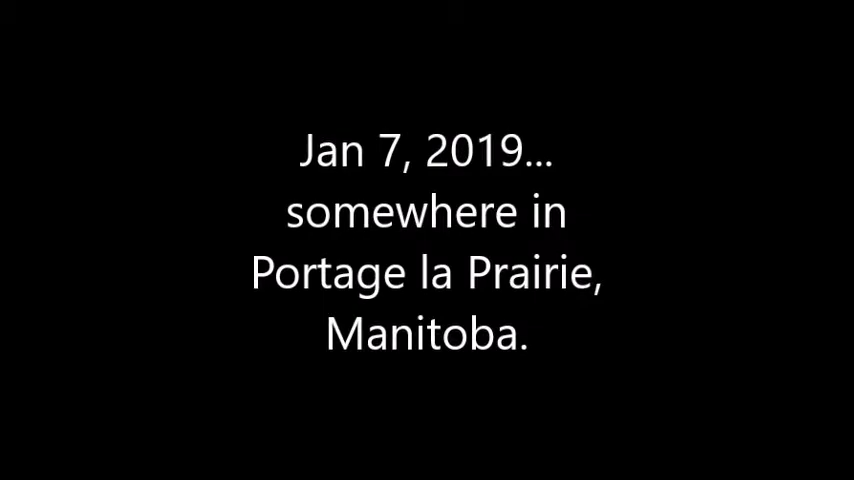 Jan 7, 2019...
somewhere in
Portage la Prairie,
Manitoba.